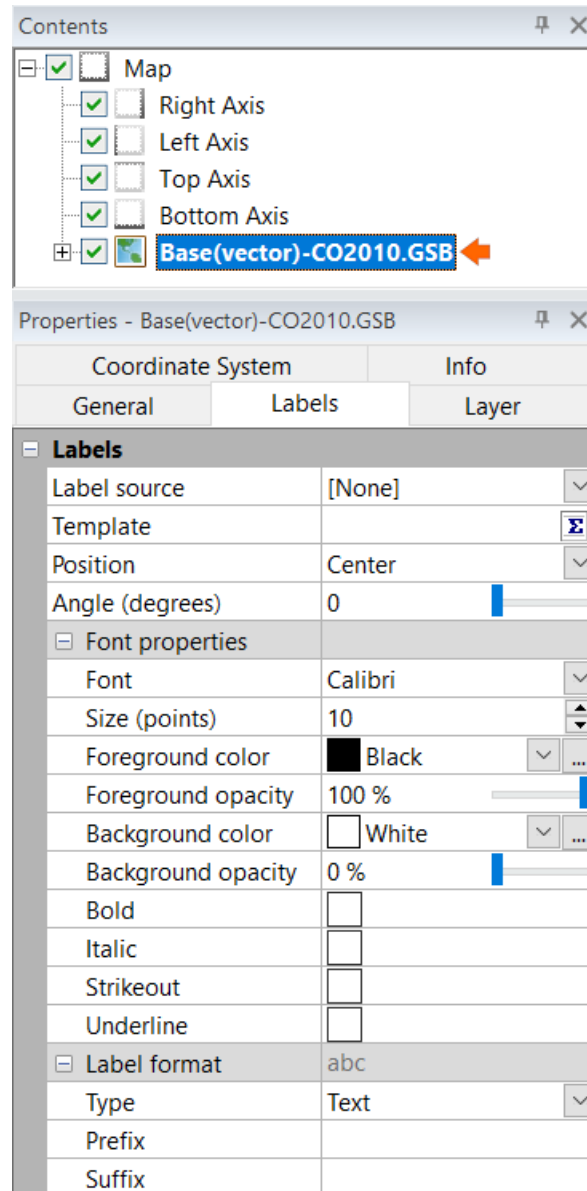 Contents
Map
Right Axis
Left Axis
Top Axis
Bottom Axis
Base(vector)-CO2010.GSB
Properties - Base(vector)-CO2010.GSB
Coordinate System Info
General Labels Layer
Labels
Label source [None]
Template Σ
Position Center
Angle (degrees) 0
Font properties
Font Calibri
Size (points) 10
Foreground color Black ...
Foreground opacity 100 %
Background color White ...
Background opacity 0 %
Bold
Italic
Strikeout
Underline
Label format abc
Type Text
Prefix
Suffix